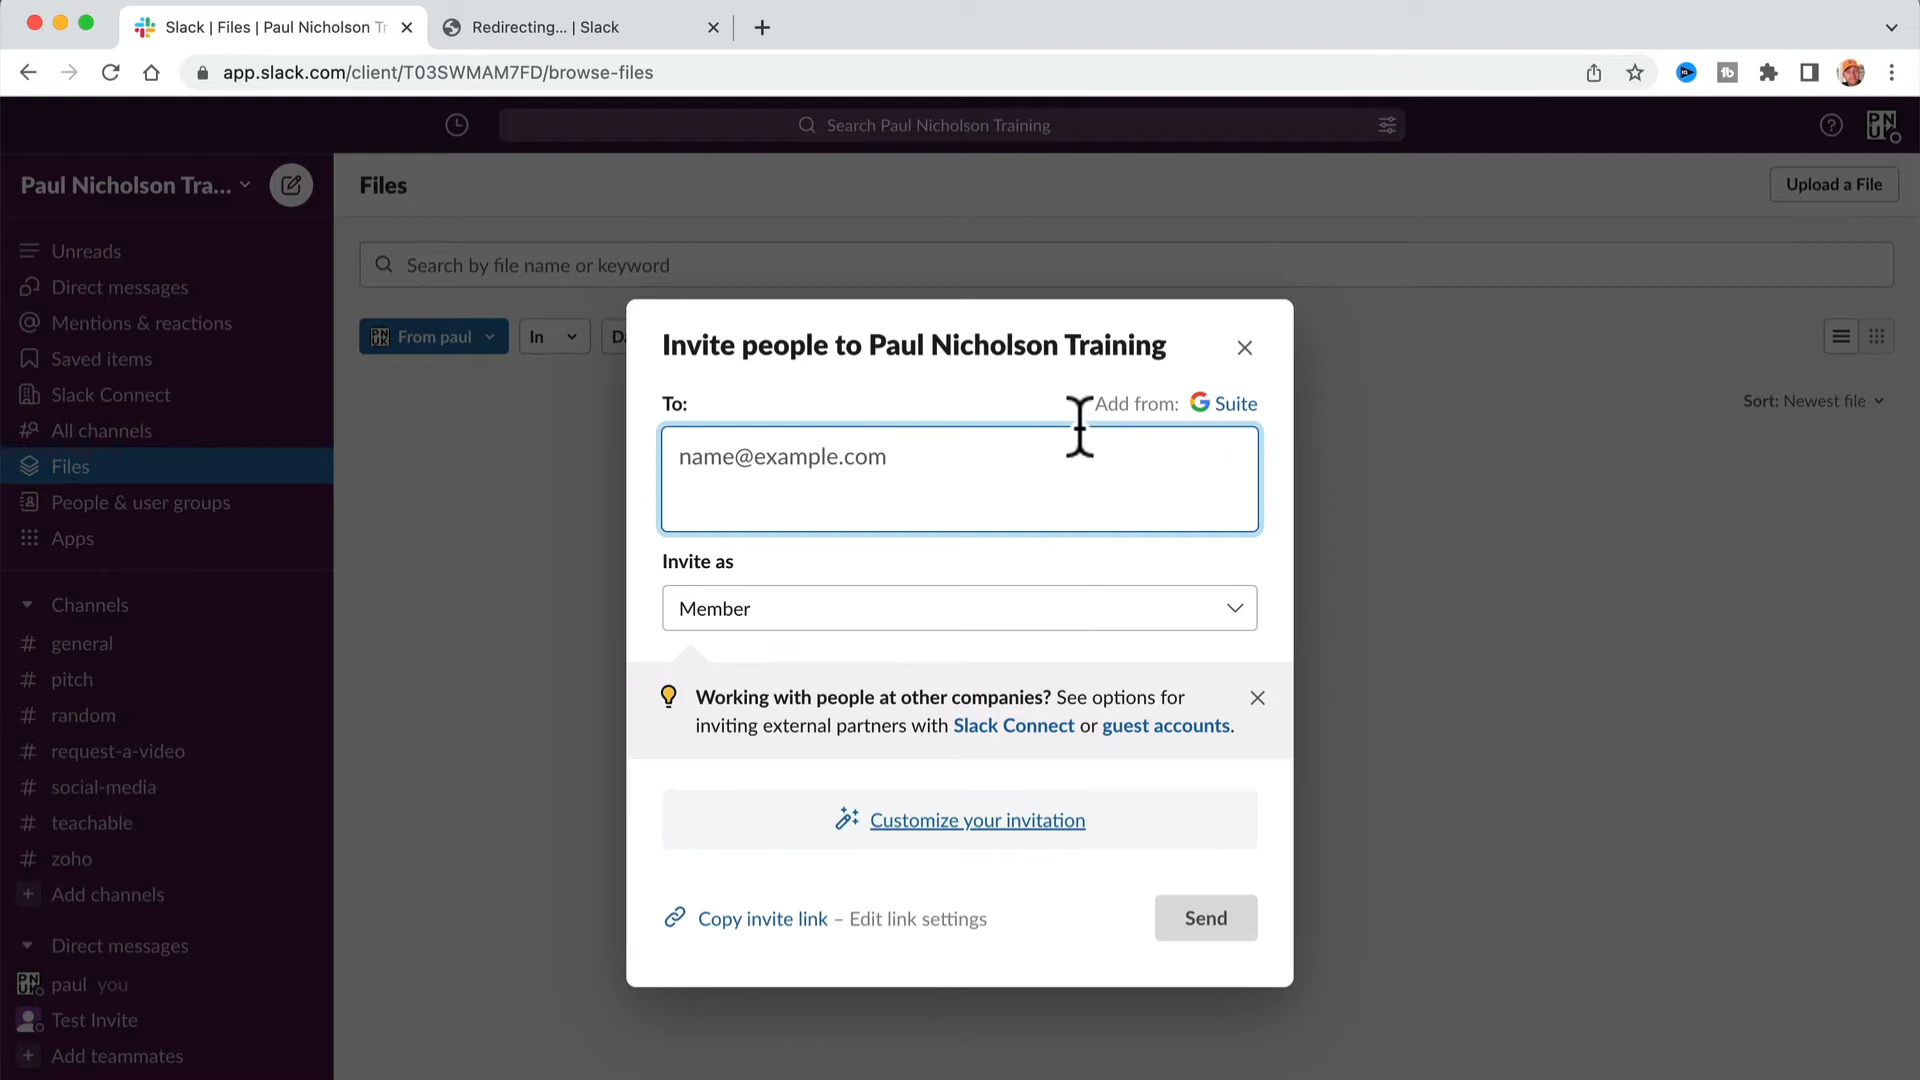 Slack | Files | Paul Nicholson Tr
Redirecting... | Slack
app.slack.com/client/T03SWMAM7FD/browse-files
Search Paul Nicholson Training
Paul Nicholson Tra...
Files
Upload a File
Unreads
Direct messages
Mentions & reactions
Saved items
Slack Connect
All channels
Files
People & user groups
Apps
Channels
# general
# pitch
# random
# request-a-video
# social-media
# teachable
# zoho
+ Add channels
Direct messages
paul you
Test Invite
+ Add teammates
Search by file name or keyword
From paul
In
Da
Sort: Newest file
Invite people to Paul Nicholson Training
To:
Add from: G Suite
name@example.com
Invite as
Member
Working with people at other companies? See options for
inviting external partners with Slack Connect or guest accounts.
Customize your invitation
Copy invite link – Edit link settings
Send